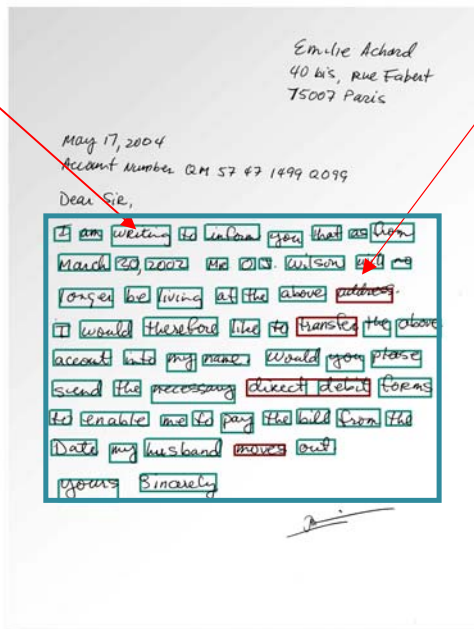 Emilie Achard
40 bis, Rue Fabert
75007 Paris
May 17, 2004
Account Number QM 57 47 1499 2099
Dear Sir,
I am writing to inform you that as from
March 30, 2002 Mr O.J. Wilson will no
longer be living at the above address.
I would therefore like to transfer the above
account into my name. Would you please
send the necessary direct debit forms
to enable me to pay the bill from the
Date my husband moves out
yours Sincerely